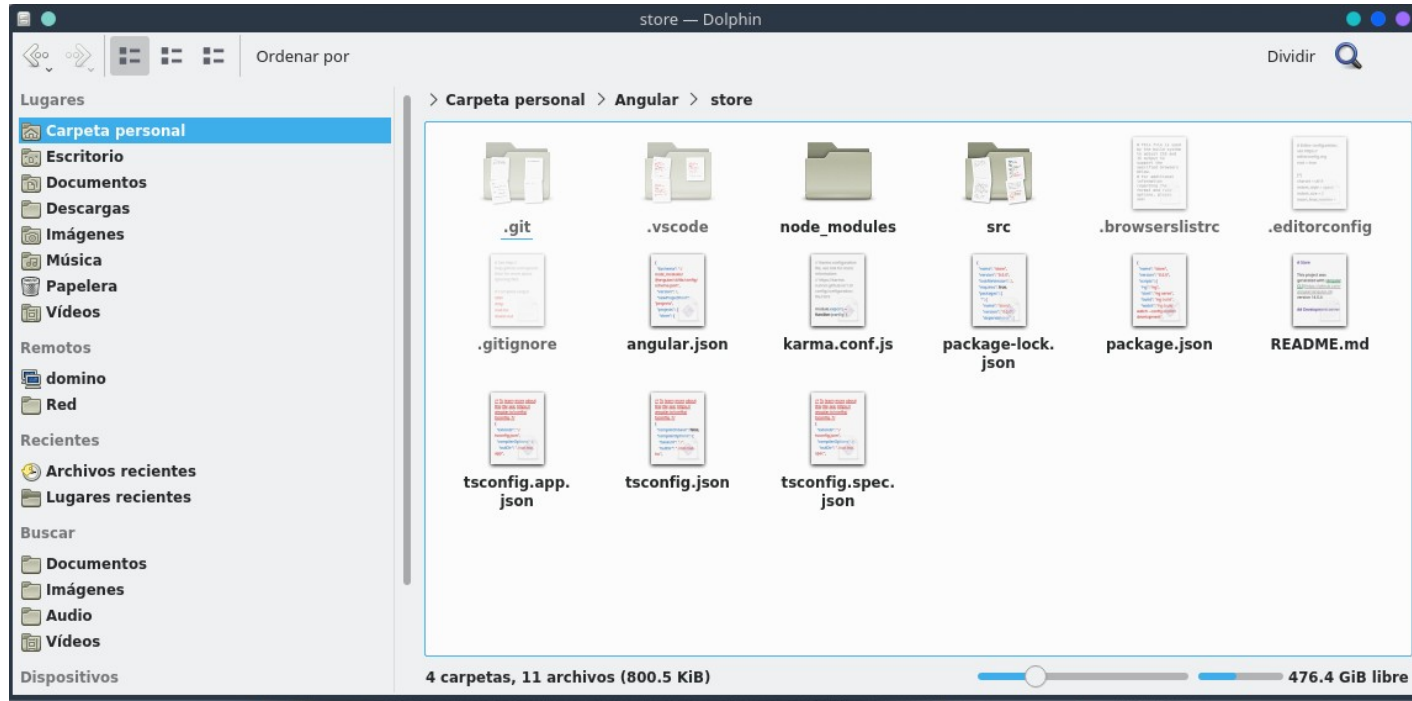 store — Dolphin
Ordenar por
Dividir
Lugares
Carpeta personal
Escritorio
Documentos
Descargas
Imágenes
Música
Papelera
Vídeos
Remotos
domino
Red
Recientes
Archivos recientes
Lugares recientes
Buscar
Documentos
Imágenes
Audio
Vídeos
Dispositivos
> Carpeta personal > Angular > store
.git
.vscode
node_modules
src
.browserslistrc
.editorconfig
.gitignore
angular.json
karma.conf.js
package-lock.
json
package.json
README.md
tsconfig.app.
json
tsconfig.json
tsconfig.spec.
json
4 carpetas, 11 archivos (800.5 KiB)
476.4 GiB libre